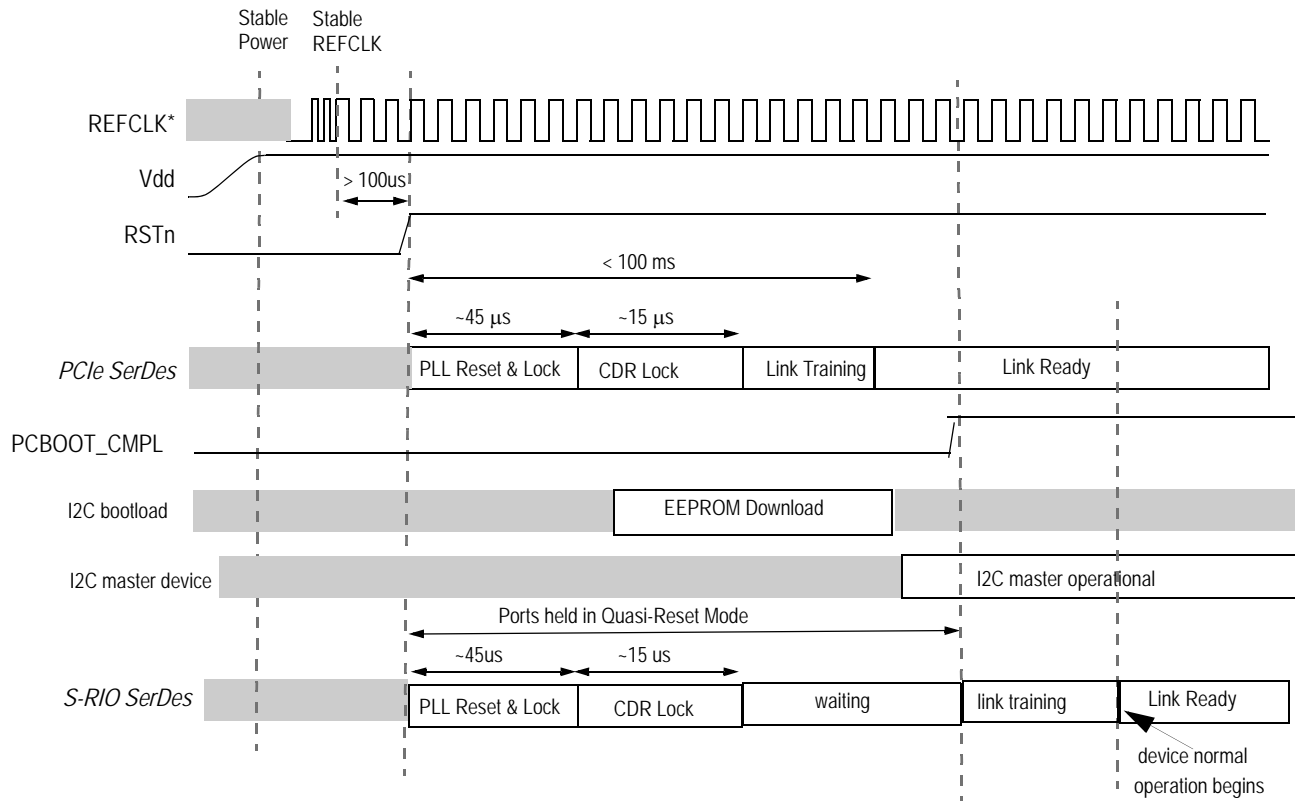 Stable
Power
Stable
REFCLK
REFCLK*
Vdd
> 100us
RSTn
< 100 ms
~45 μs
~15 μs
PCIe SerDes
PLL Reset & Lock
CDR Lock
Link Training
Link Ready
PCBOOT_CMPL
I2C bootload
EEPROM Download
I2C master device
I2C master operational
Ports held in Quasi-Reset Mode
~45us
~15 us
S-RIO SerDes
PLL Reset & Lock
CDR Lock
waiting
link training
Link Ready
device normal
operation begins